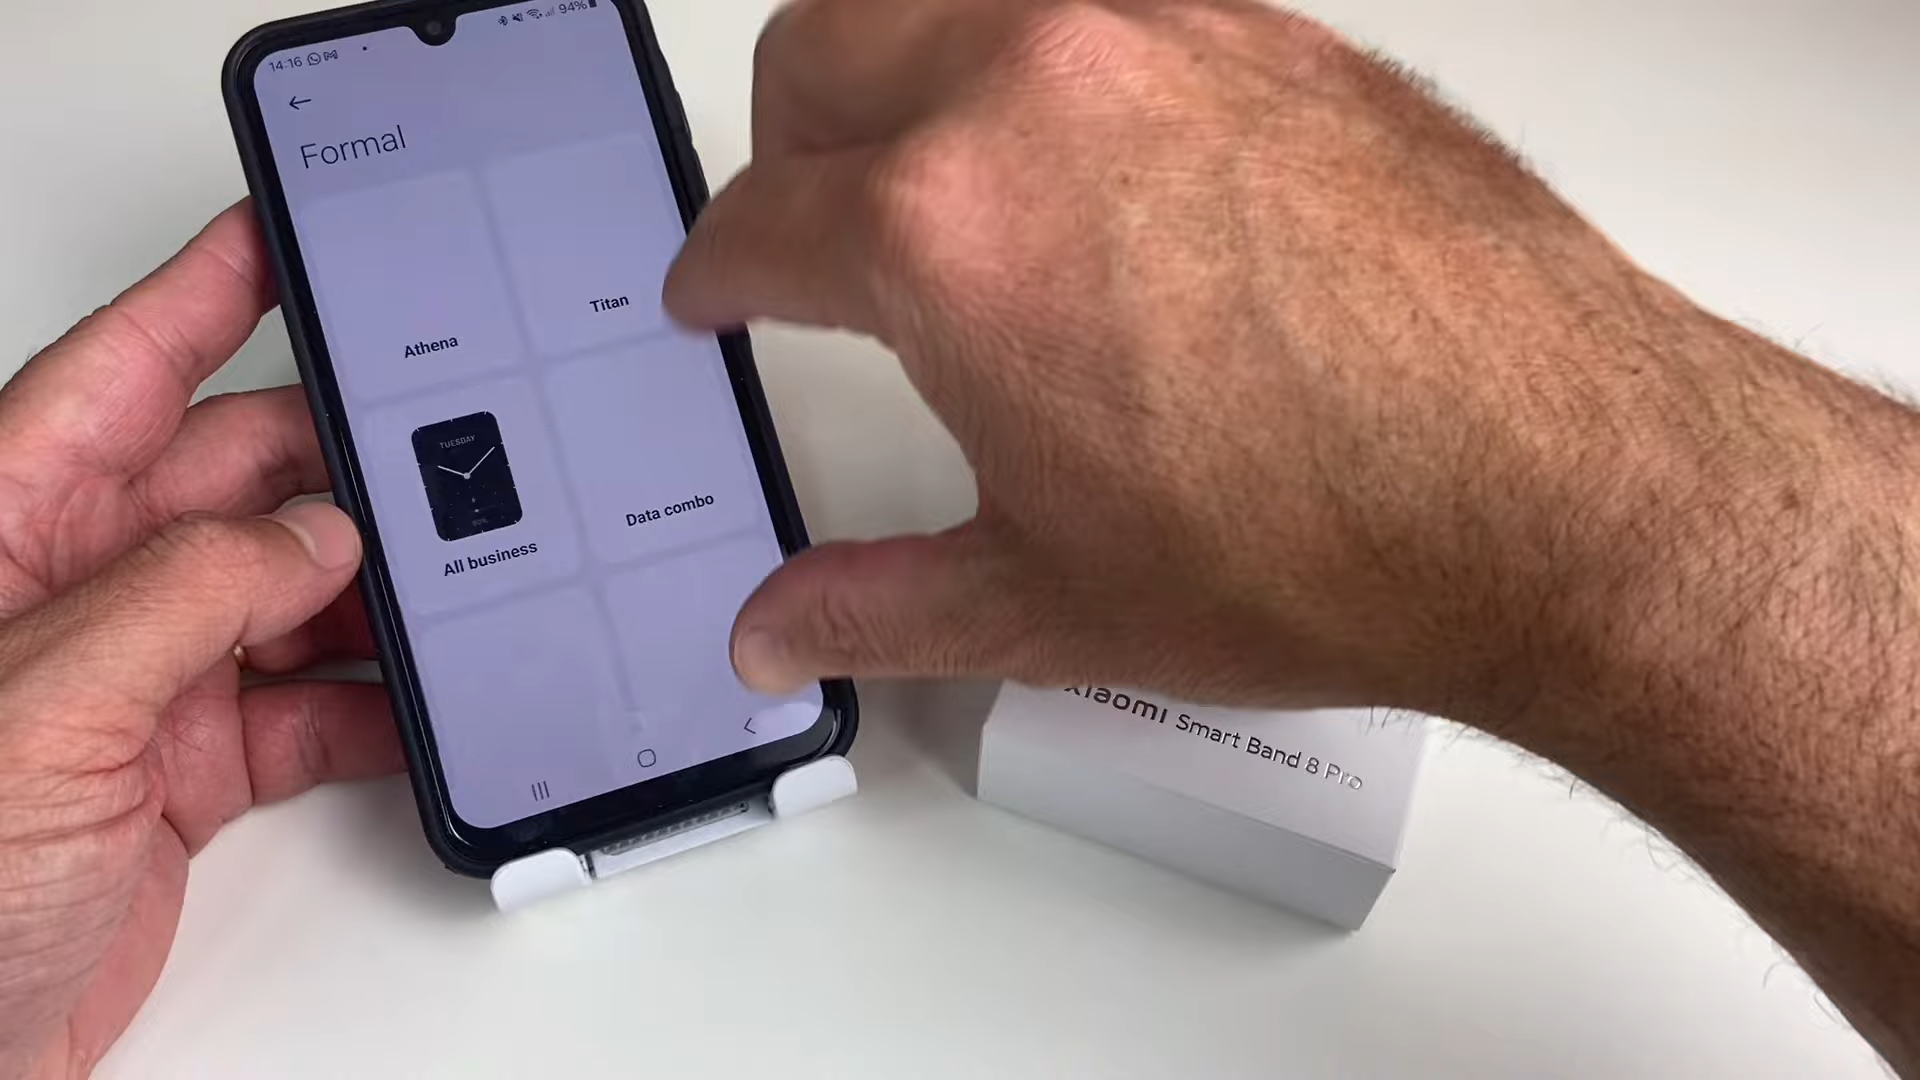 14:16
94%
Formal
Athena
Titan
TUESDAY
All business
Data combo
xiaomi Smart Band 8 Pro